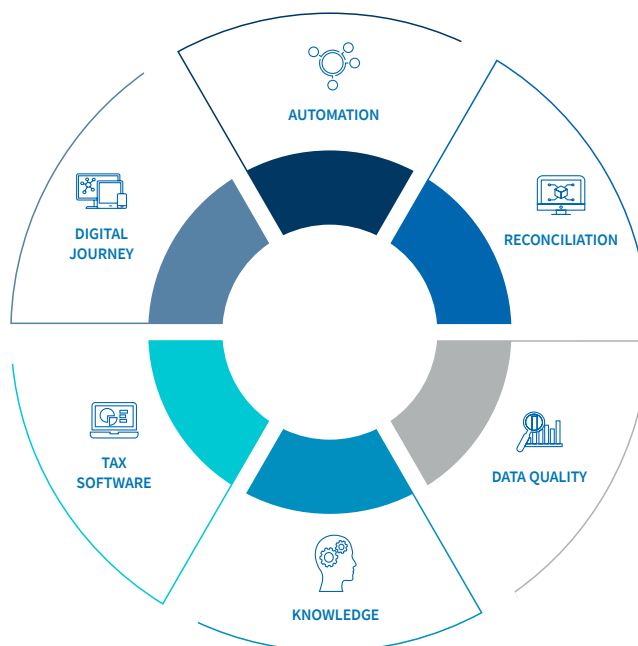 AUTOMATION
RECONCILIATION
DIGITAL
JOURNEY
TAX
SOFTWARE
DATA QUALITY
KNOWLEDGE